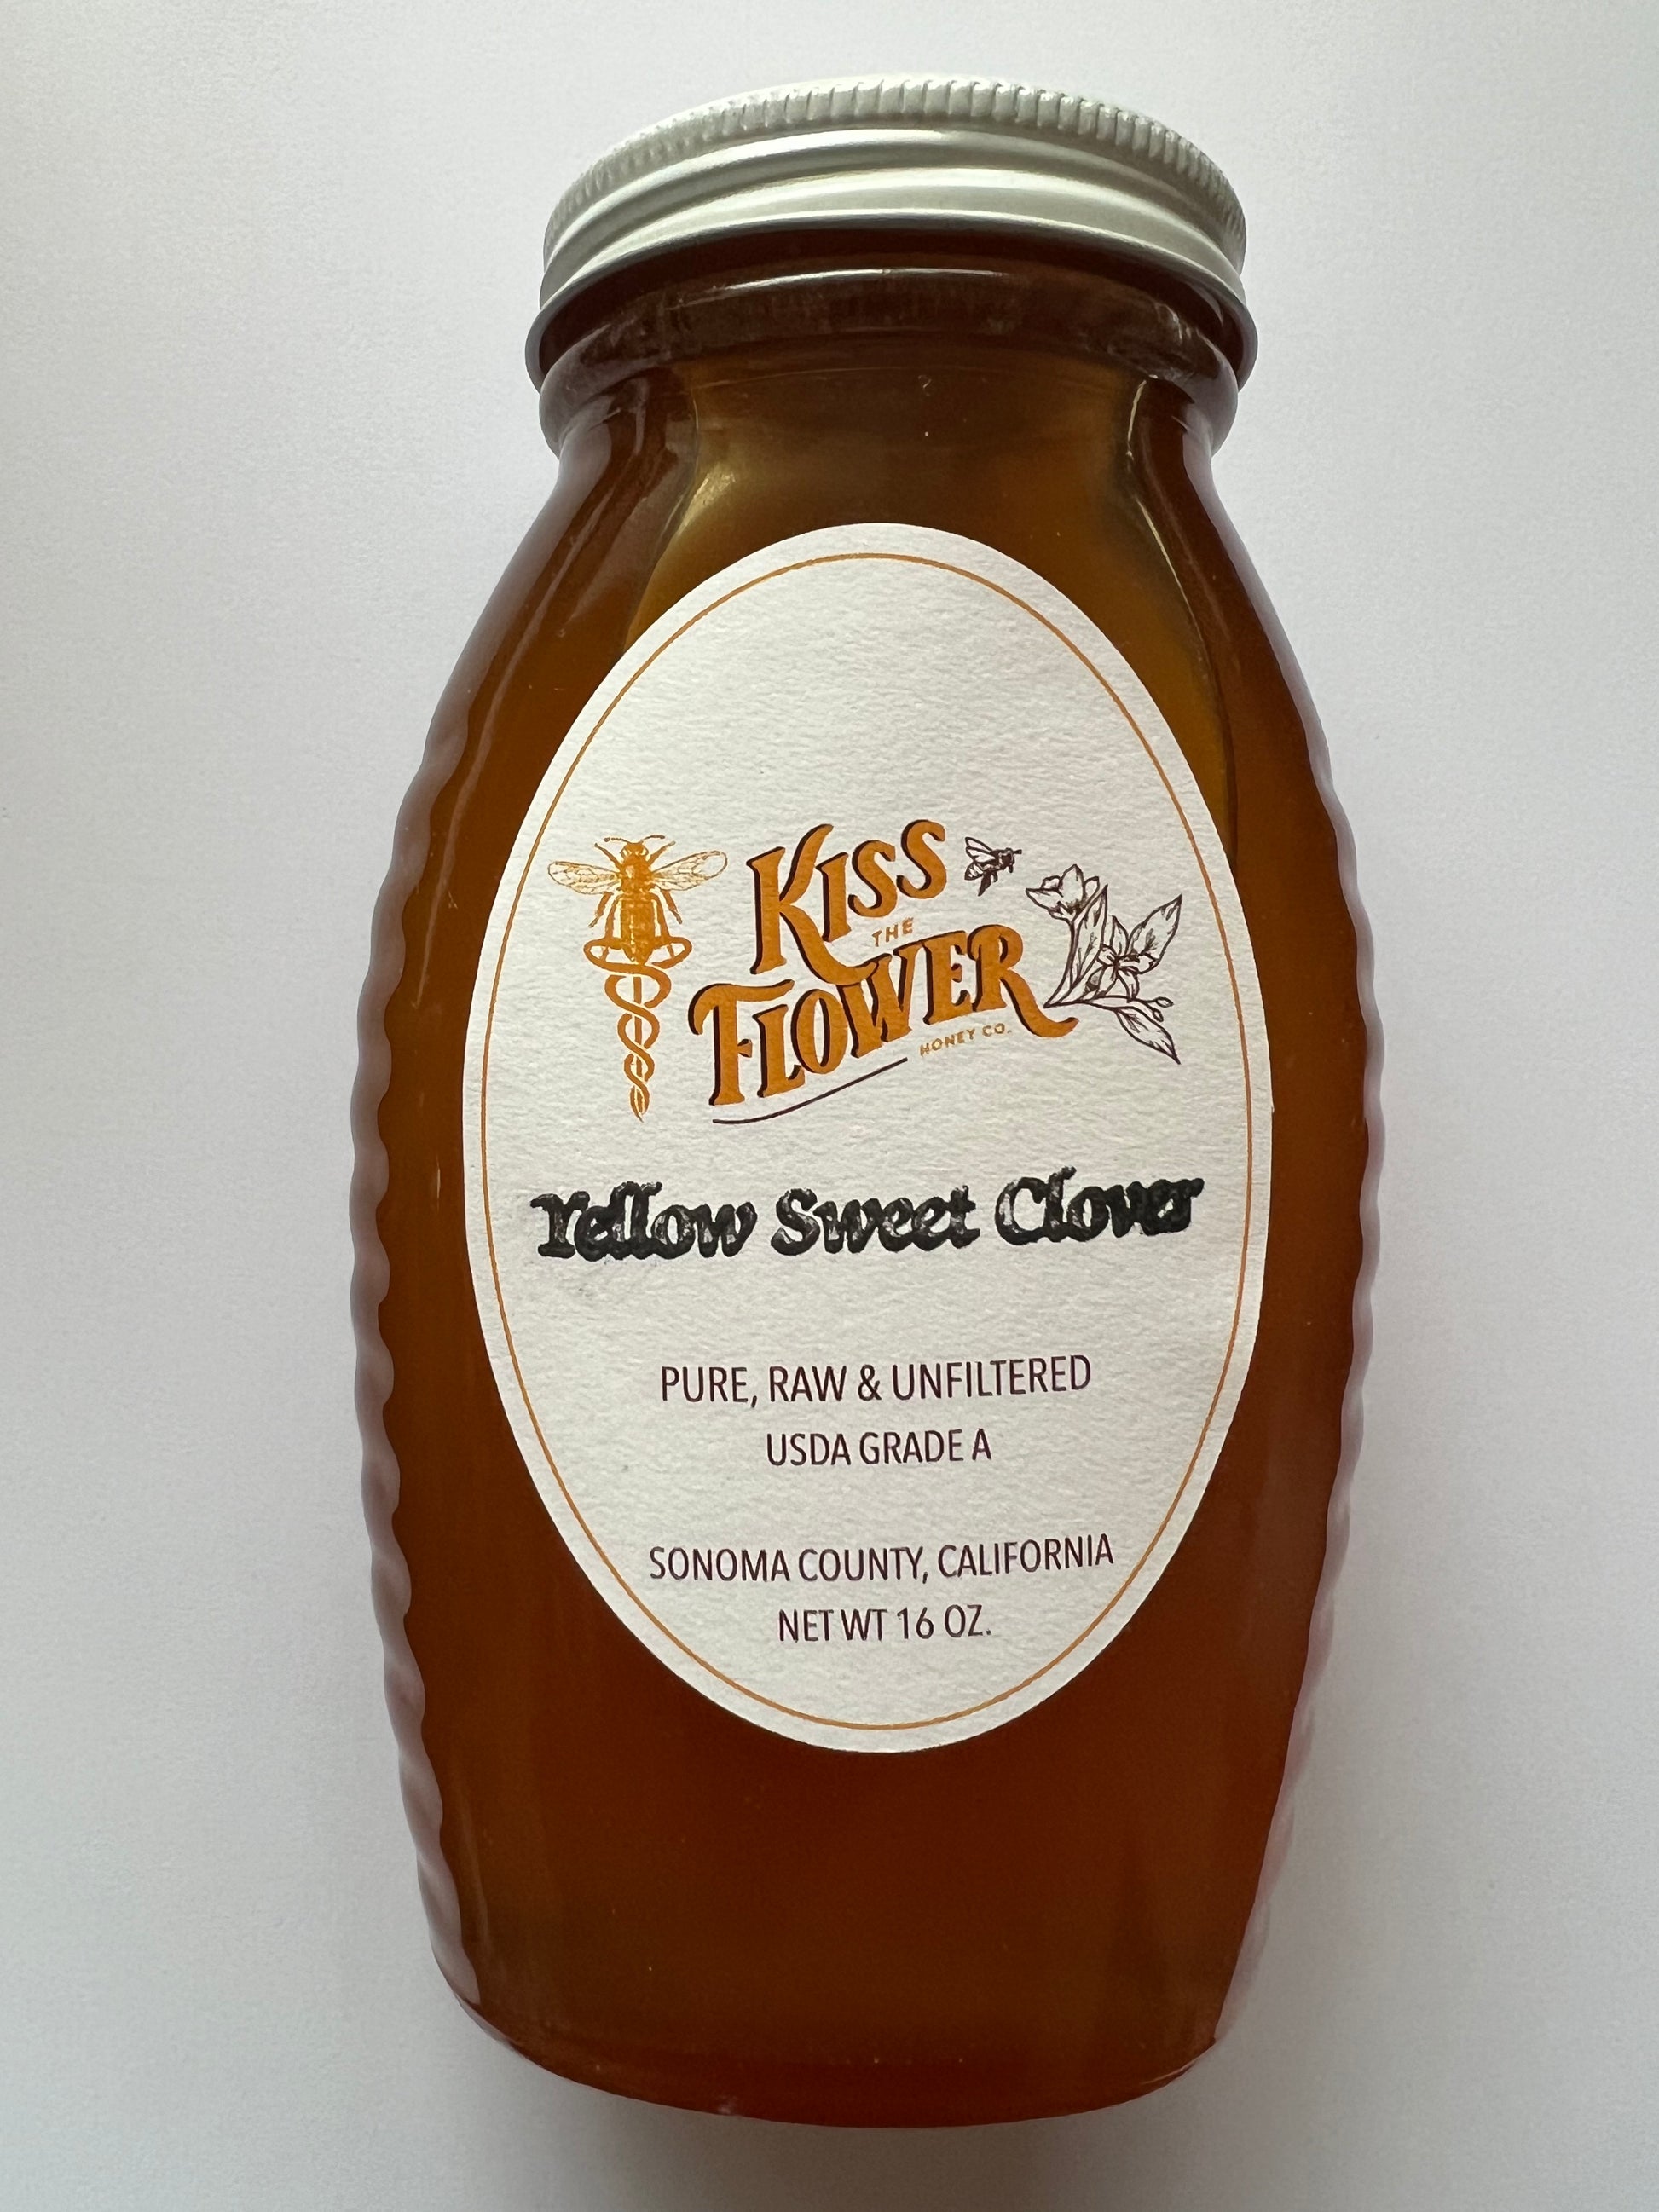 KISS
THE
FLOWER
HONEY CO.
Yellow Sweet Clover
PURE, RAW & UNFILTERED
USDA GRADE A
SONOMA COUNTY, CALIFORNIA
NET WT 16 OZ.